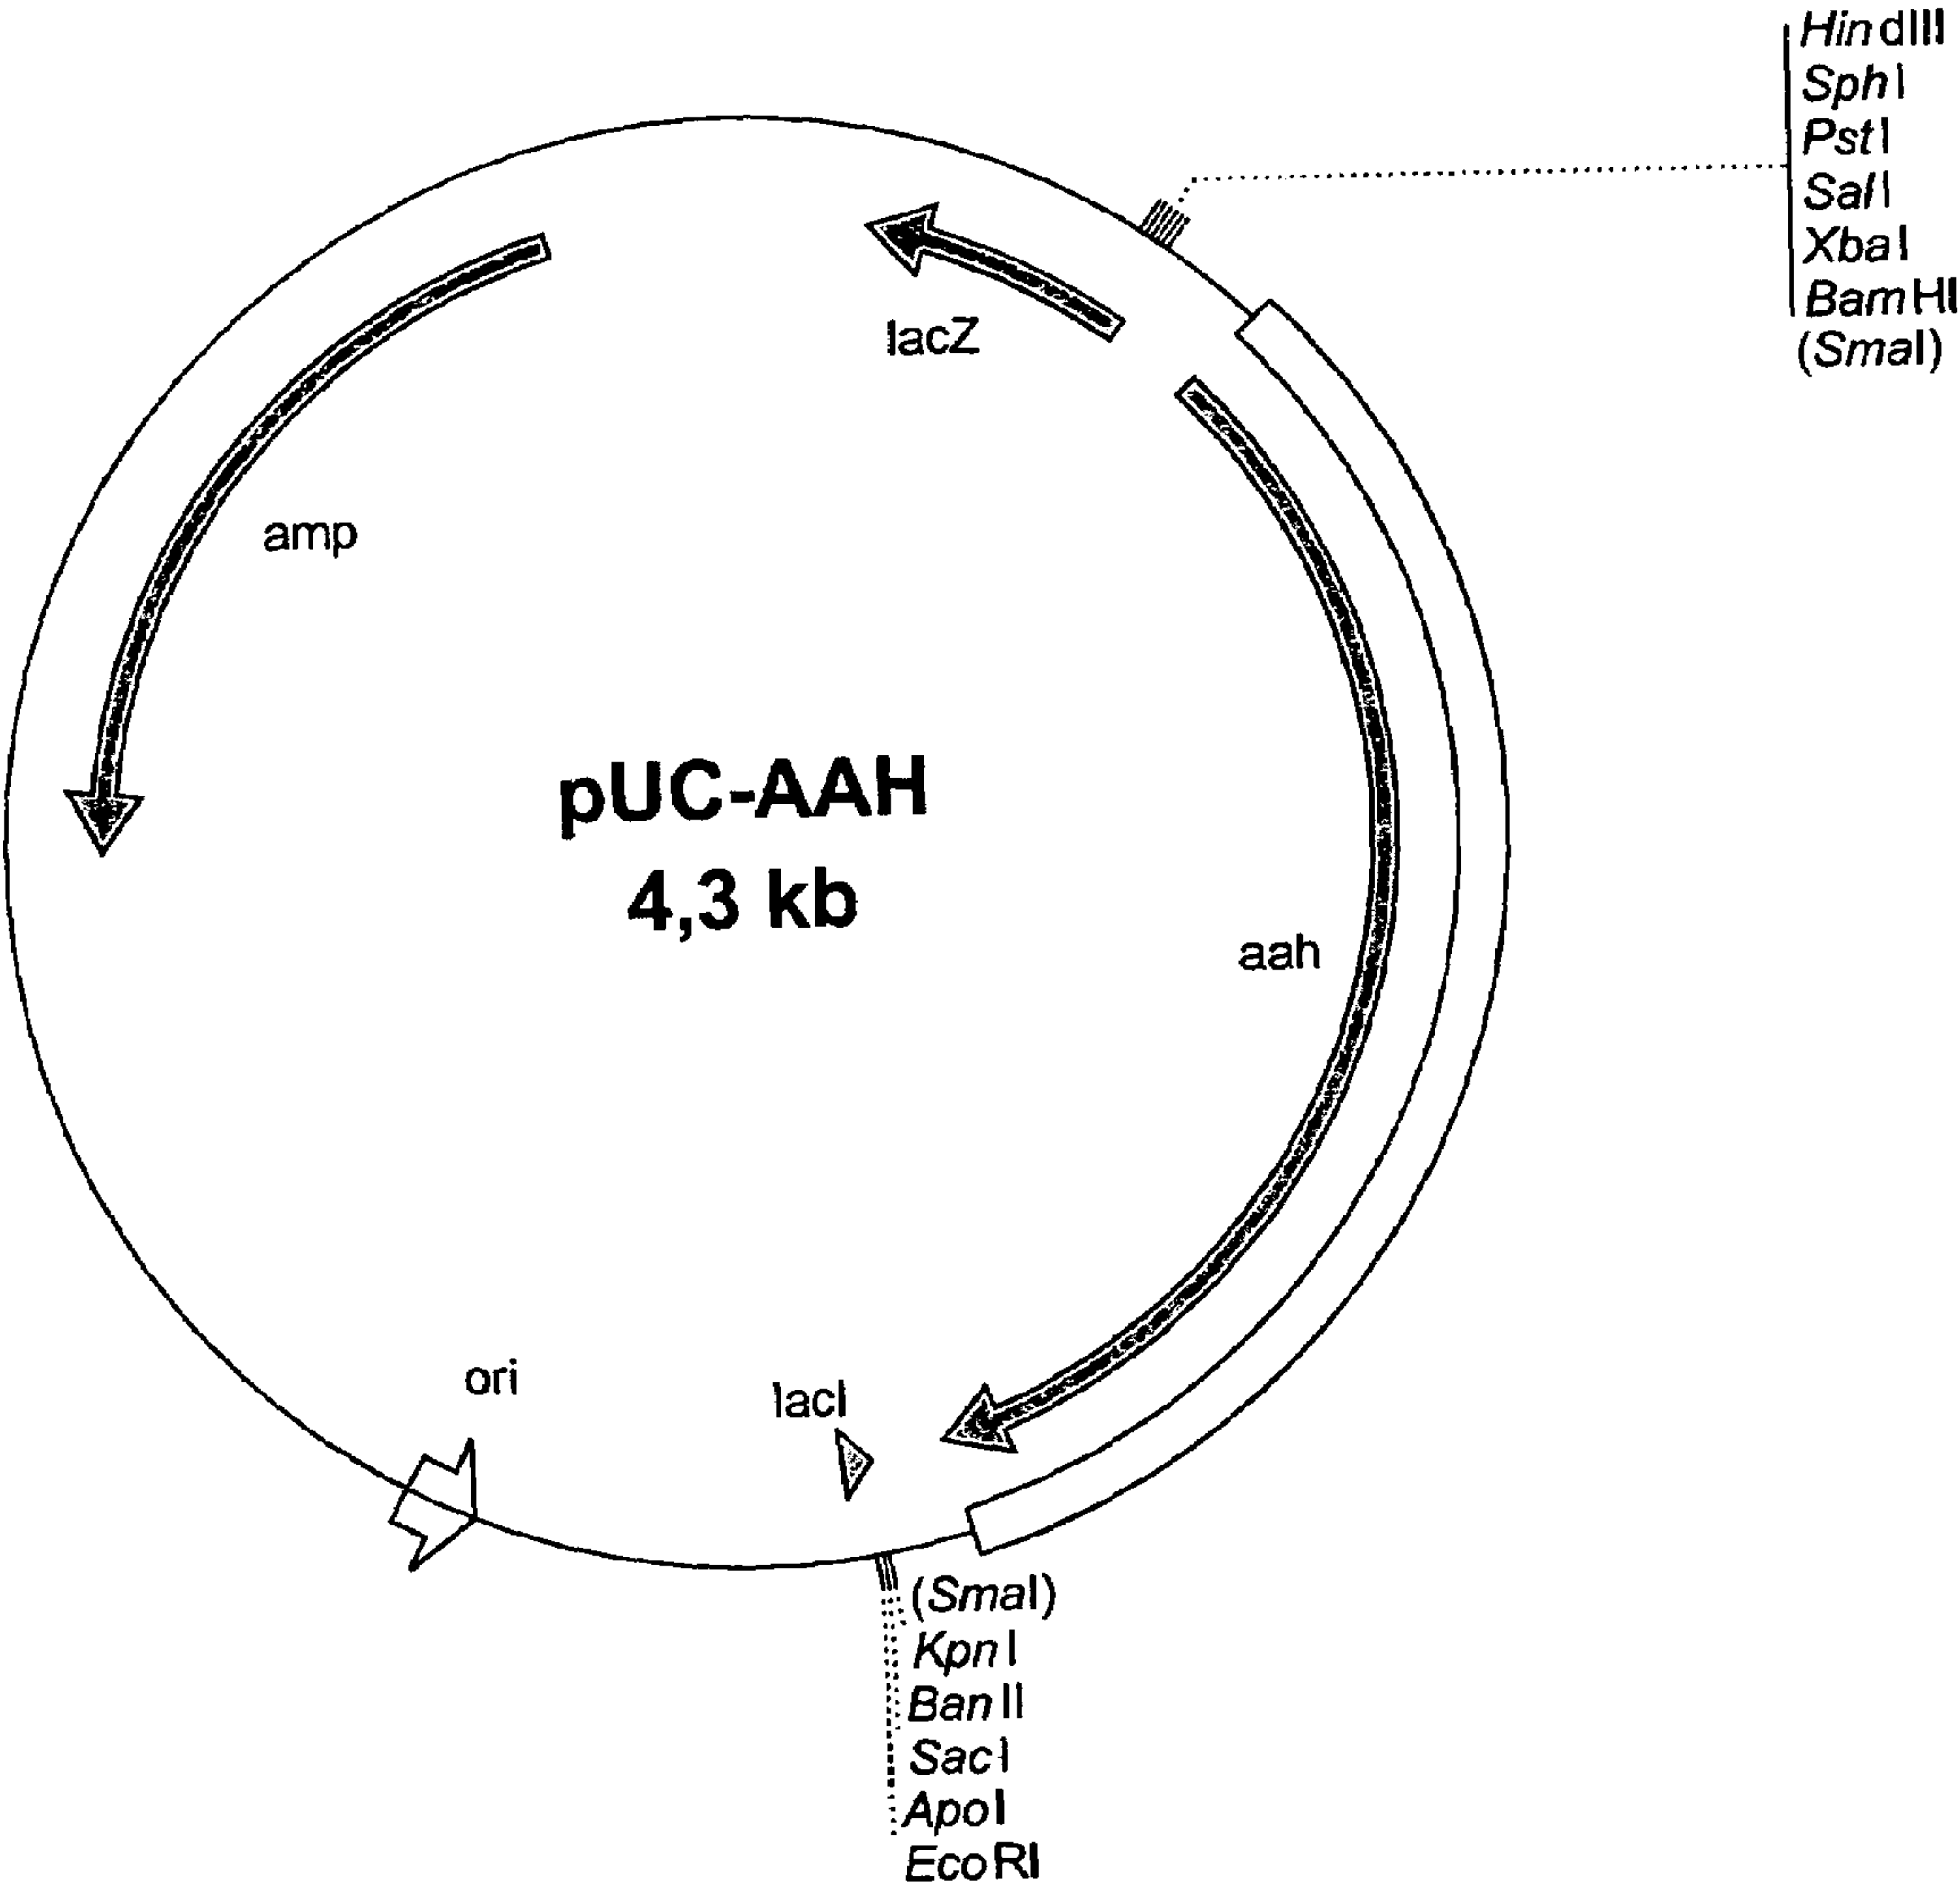 HindIII
SphI
PstI
SalI
XbaI
BamHI
(SmaI)
lacZ
amp
pUC-AAH
4,3 kb
aah
ori
lacI
(SmaI)
KpnI
BanII
SacI
ApoI
EcoRI